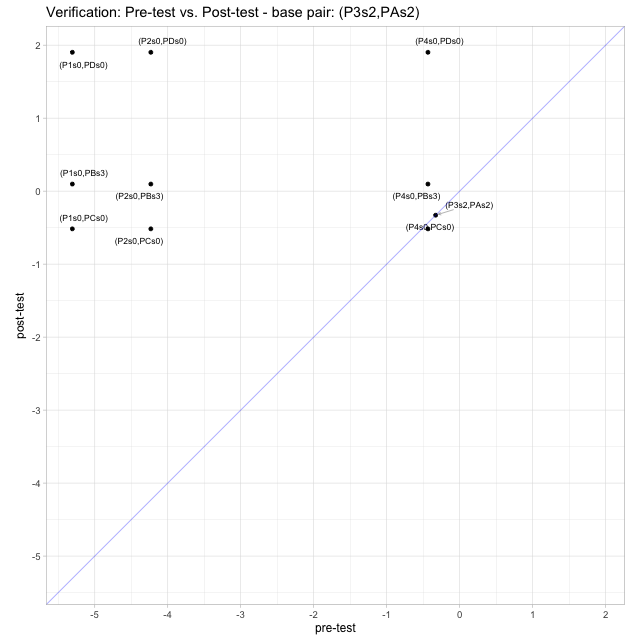 Verification: Pre-test vs. Post-test - base pair: (P3s2,PAs2)
2
(P2s0,PDs0)
(P4s0,PDs0)
(P1s0,PDs0)
1
(P1s0,PBs3)
0
(P2s0,PBs3)
(P4s0,PBs3)
(P3s2,PAs2)
(P1s0,PCs0)
(P4s0,PCs0)
(P2s0,PCs0)
-1
-2
post-test
-3
-4
-5
-5 -4 -3 -2 -1 0 1 2
pre-test